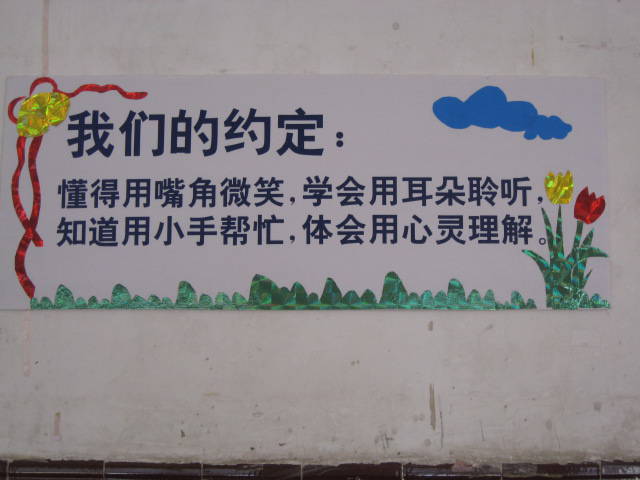 我们的约定：
懂得用嘴角微笑，学会用耳朵聆听，
知道用小手帮忙，体会用心灵理解。